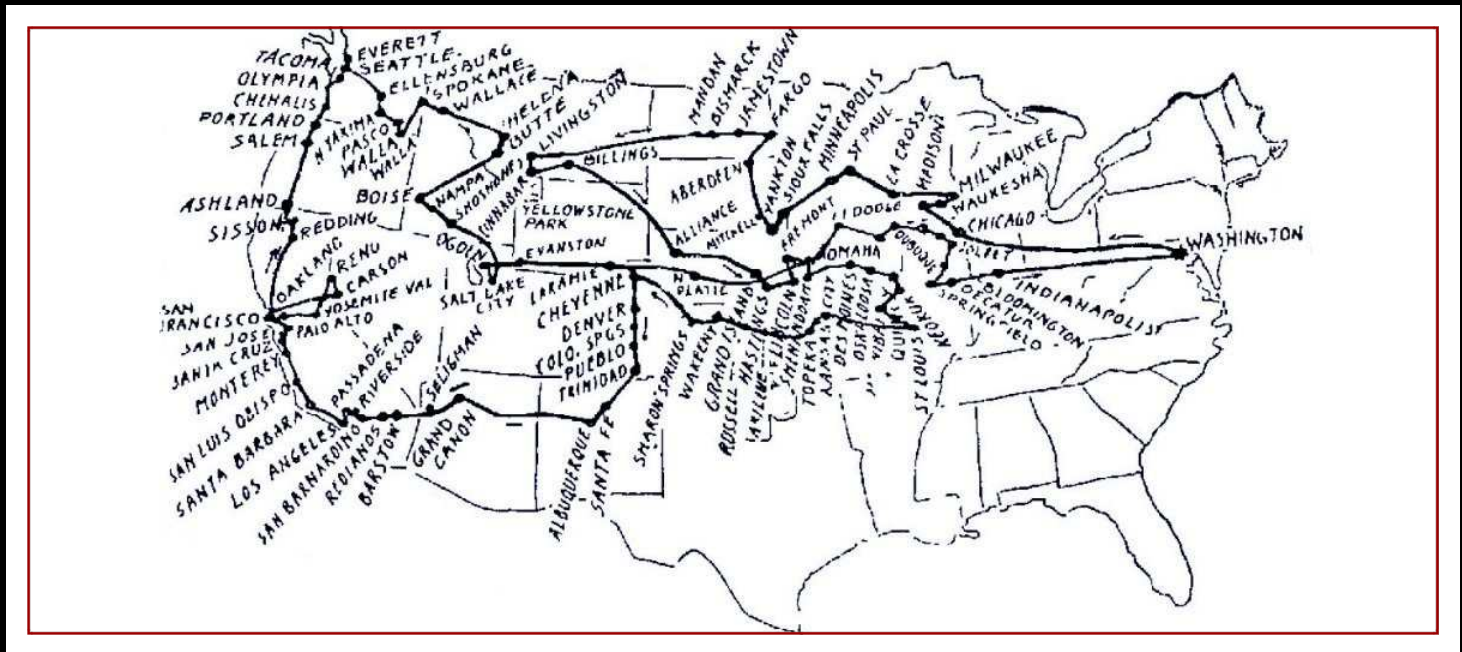 TACOMA
EVERETT
SEATTLE
OLYMPIA
ELLENSBURG
CHEHALIS
SPOKANE
PORTLAND
WALLACE
SALEM
N YAKIMA
PASCO
WALLA
WALLA
HELENA
BUTTE
LIVINGSTON
MANDAN
BISMARCK
JAMESTOWN
FARGO
MINNEAPOLIS
ST PAUL
LA CROSSE
MADISON
MILWAUKEE
WAUKESHA
CHICAGO
BILLINGS
ABERDEEN
YANKTON
SIOUX FALLS
ASHLAND
SISSON
REDDING
BOISE
NAMPA
SHOSHONE
CINNABAR
YELLOWSTONE
PARK
ALLIANCE
MITCHELL
FREMONT
FT DODGE
DUBUQUE
JOLIET
WASHINGTON
OAKLAND
RENO
CARSON
YOSEMITE VAL
OGDEN
EVANSTON
OMAHA
SALT LAKE
CITY
LARAMIE
CHEYENNE
N
PLATTE
SAN
FRANCISCO
PALO ALTO
SAN JOSE
SANTA CRUZ
MONTEREY
SAN LUIS OBISPO
SANTA BARBARA
LOS ANGELES
PASSADENA
RIVERSIDE
SAN BARNARDINO
REDLANDS
BARSTOW
SELIGMAN
GRAND
CANON
DENVER
COLO. SPGS
PUEBLO
TRINIDAD
ALBUQUERQUE
SANTA FE
SHARON SPRINGS
WAKEENY
GRAND ISLAND
RUSSELL
HASTINGS
LINCOLN
SHENANDOAH
TOPEKA
KANSAS CITY
DES MOINES
OSKALOOSA
KEOKUK
ST LOUIS
SPRINGFIELD
DECATUR
BLOOMINGTON
INDIANAPOLIS